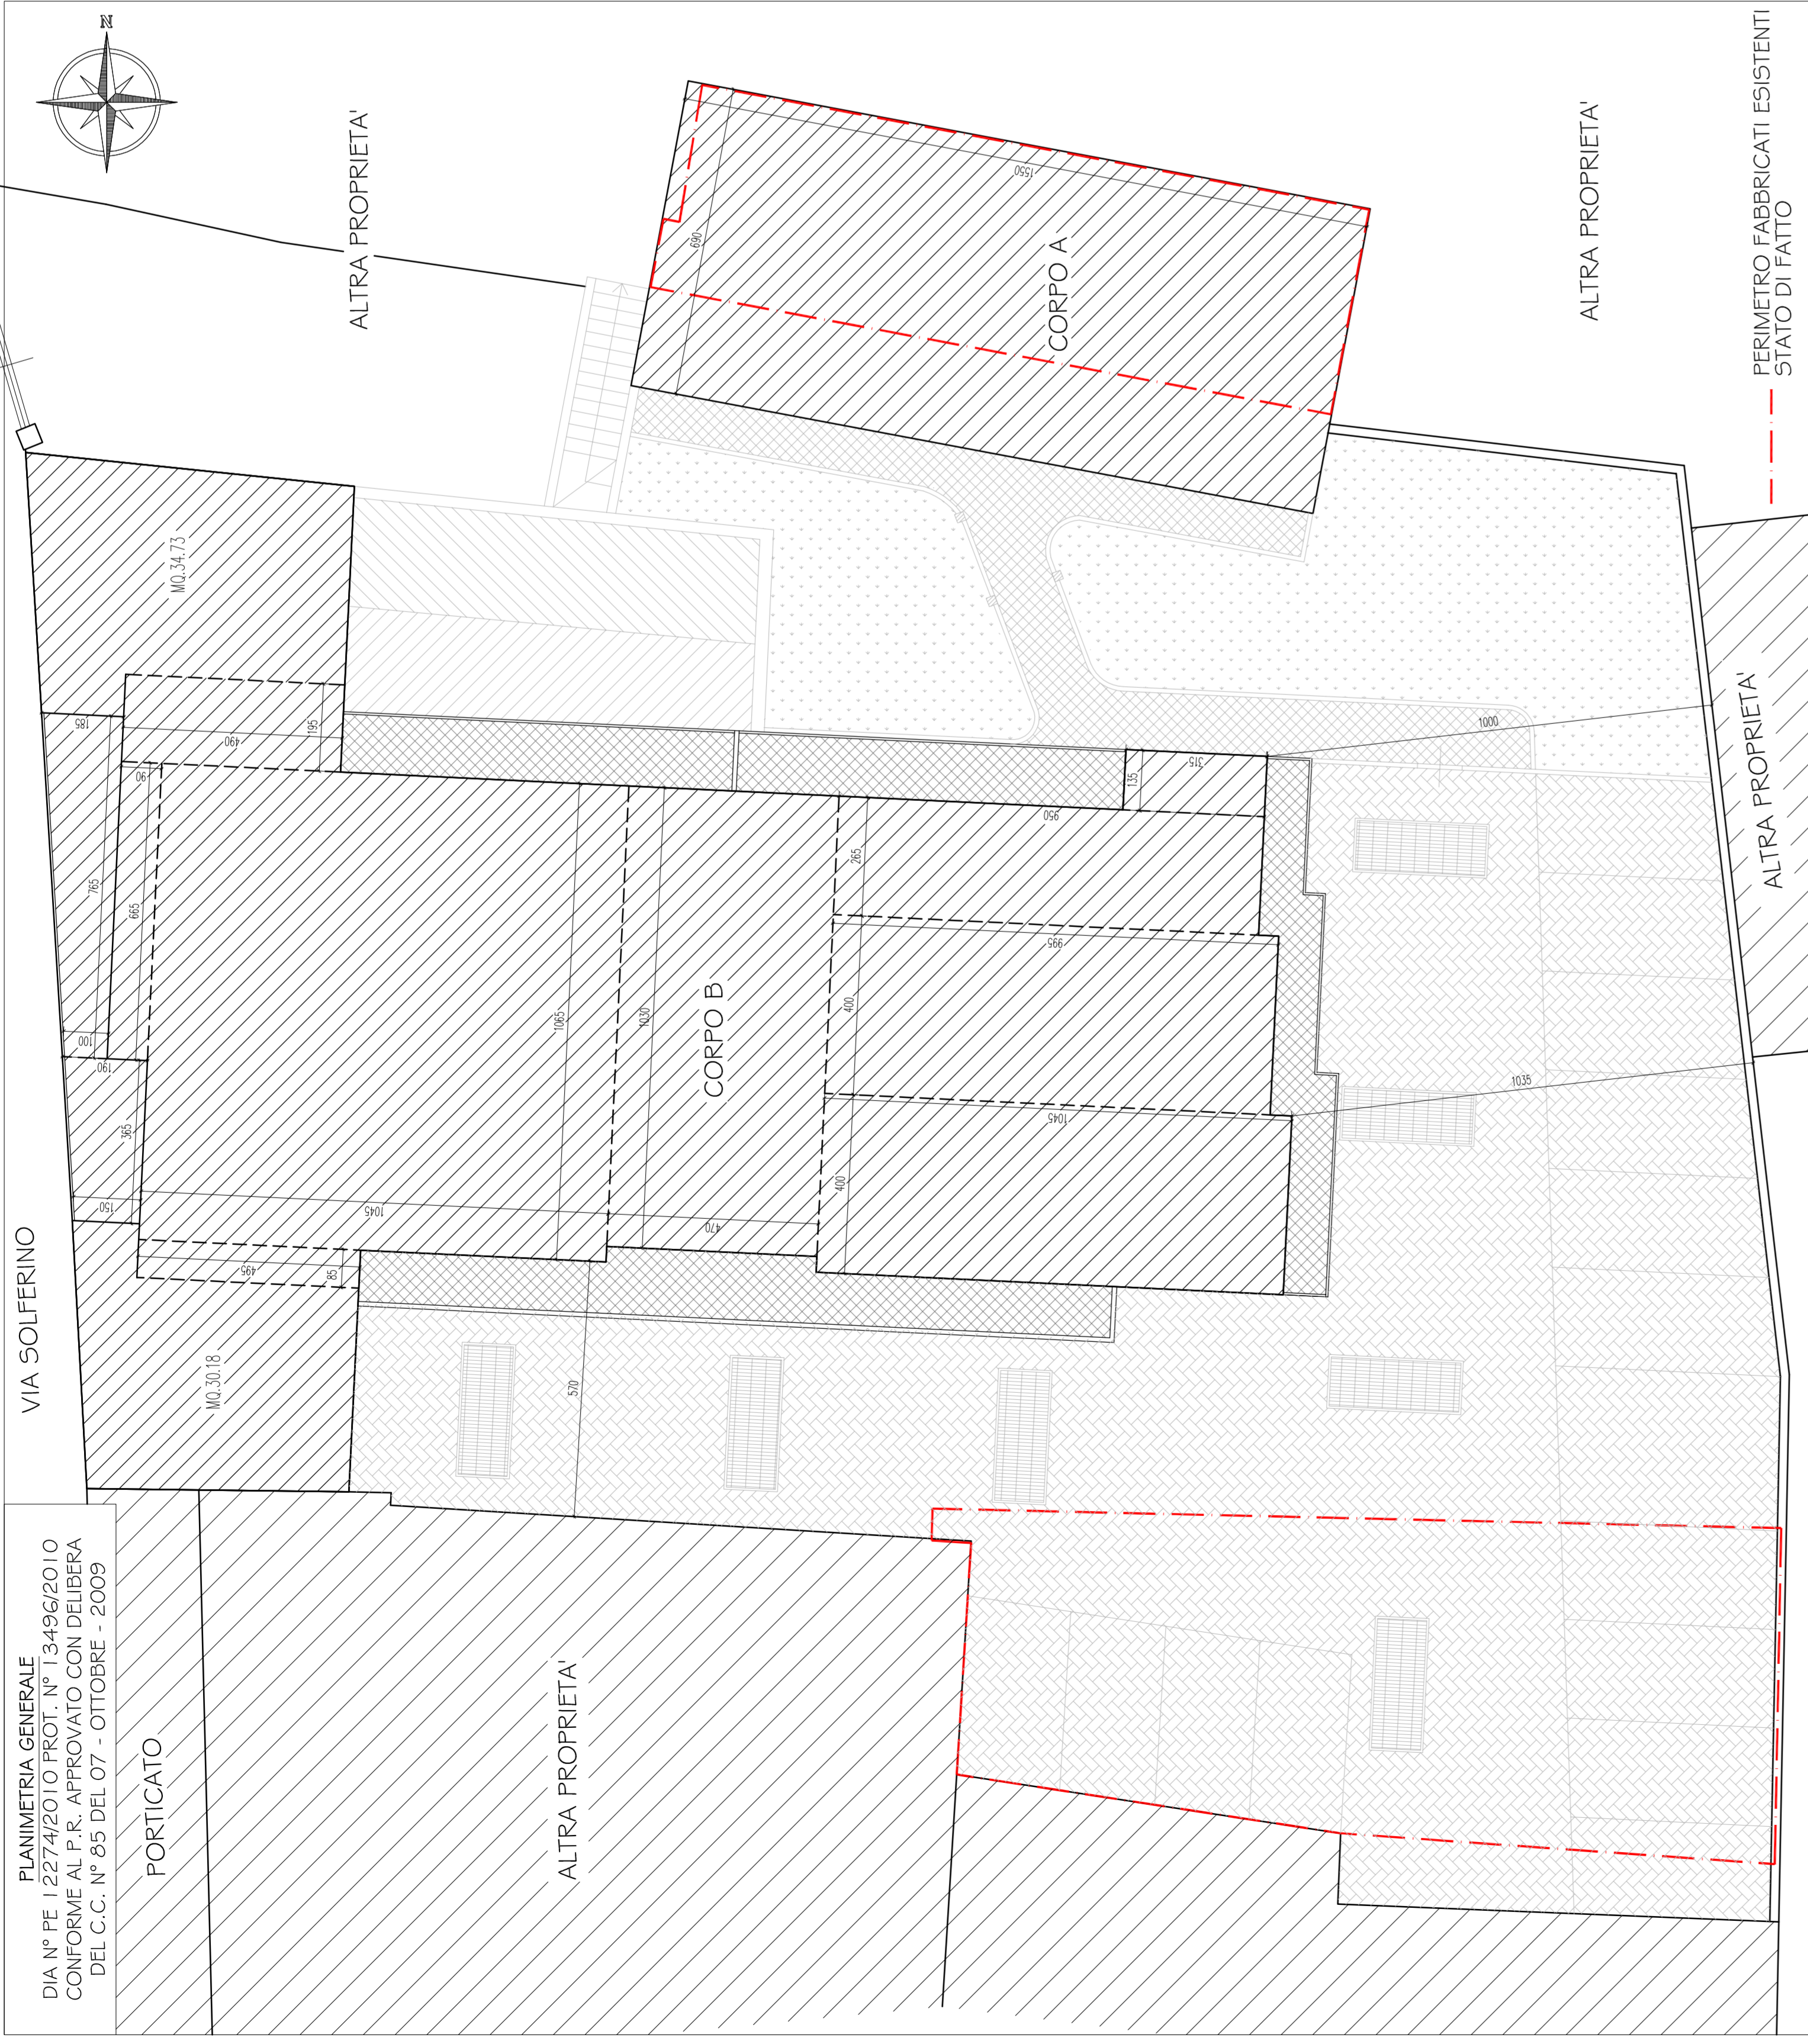 PLANIMETRIA GENERALE
DIA N° PE 12274/2010 PROT. N° 13496/2010
CONFORME AL P.R. APPROVATO CON DELIBERA
DEL C.C. N° 85 DEL 07 - OTTOBRE - 2009
VIA SOLFERINO
N
PORTICATO
ALTRA PROPRIETA'
ALTRA PROPRIETA'
MQ.30.18
MQ.34.73
185
490
195
90
765
665
100
190
365
150
1045
470
495
85
1065
1030
CORPO B
570
950
265
400
400
995
1045
135
315
1000
1035
690
1550
CORPO A
ALTRA PROPRIETA'
ALTRA PROPRIETA'
PERIMETRO FABBRICATI ESISTENTI
STATO DI FATTO